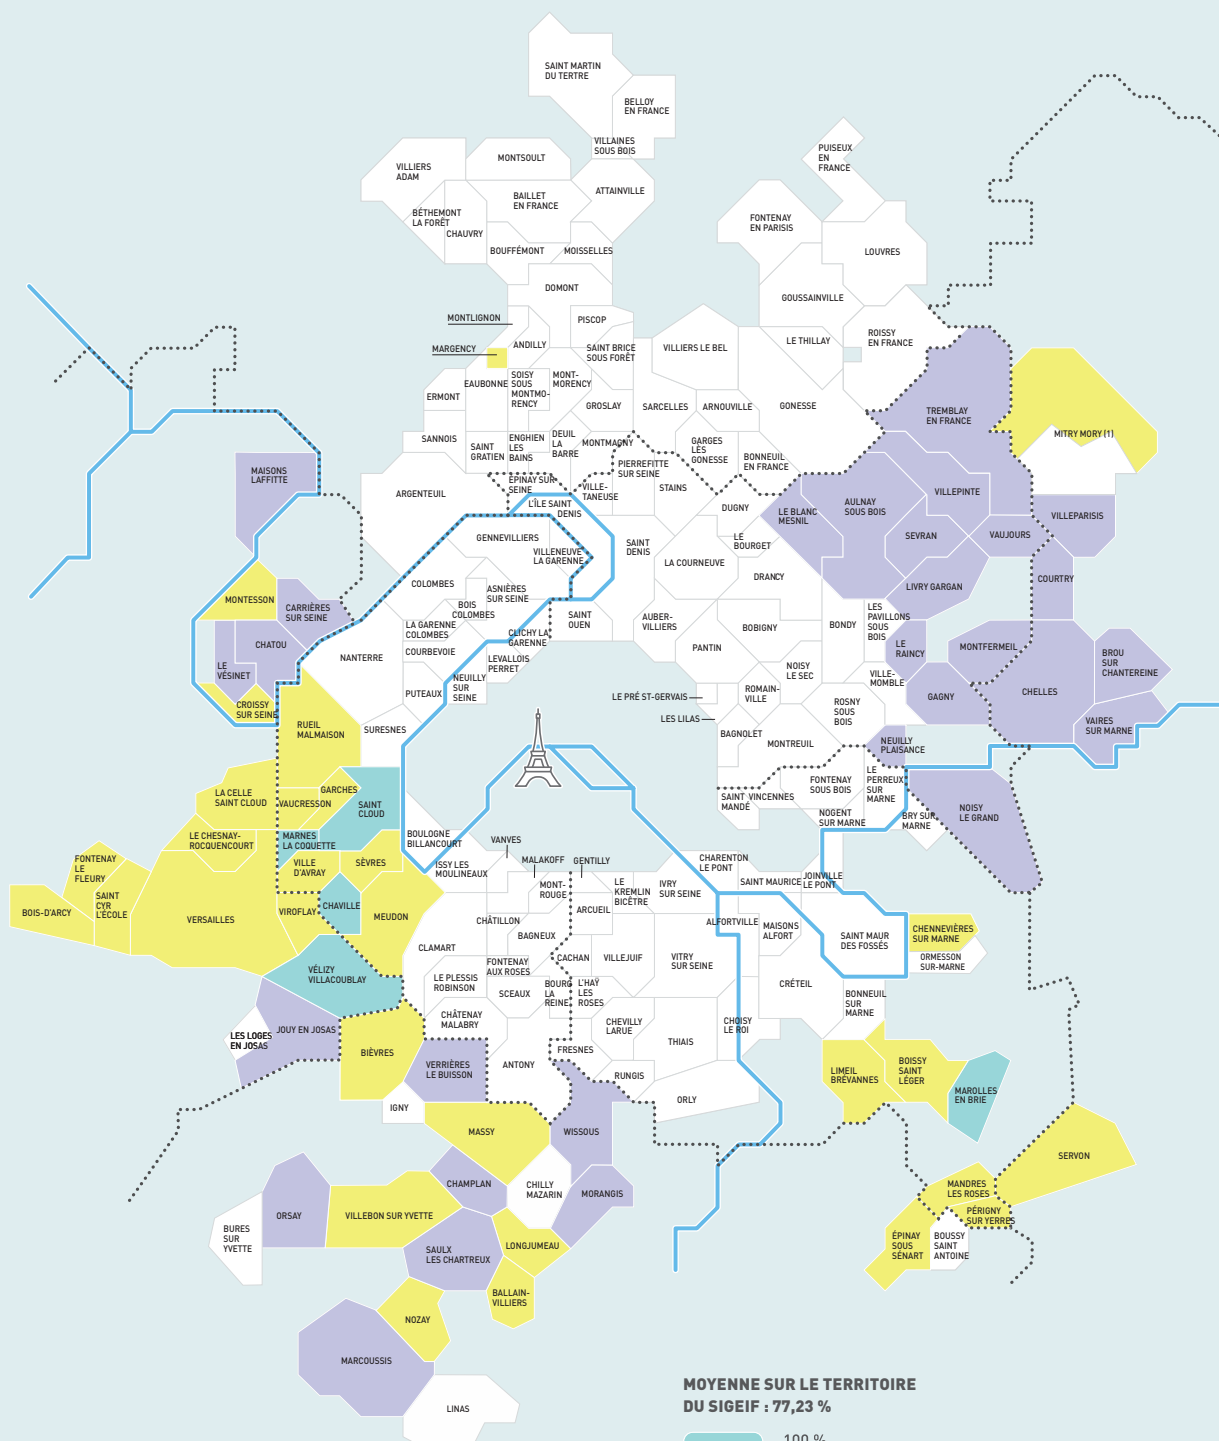 SAINT MARTIN
DU TERTRE
BELLOY
EN FRANCE
VILLAINES
SOUS BOIS
MONTSOULT
VILLIERS
ADAM
PUISEUX
EN
FRANCE
BAILLET
EN FRANCE
ATTAINVILLE
BÉTHEMONT
LA FORÊT
CHAUVRY
FONTENAY
EN PARISIS
BOUFFÉMONT
MOISSELLES
LOUVRES
DOMONT
GOUSSAINVILLE
MONTLIGNON
PISCOP
ANDILLY
MARGENCY
SAINT BRICE
SOUS FORÊT
VILLIERS LE BEL
LE THILLAY
ROISSY
EN FRANCE
EAUBONNE
SOISY
SOUS
MONTMO-
RENCY
MONT-
MORENCY
ERMONT
GROSLAY
SARCELLES
ARNOUVILLE
GONESSE
TREMBLAY
EN FRANCE
MITRY MORY (1)
SANNOIS
SAINT
GRATIEN
ENGHIEN
LES
BAINS
DEUIL
LA
BARRE
MONTMAGNY
GARGES
LÈS
GONESSE
BONNEUIL
EN FRANCE
PIERREFITTE
SUR SEINE
MAISONS
LAFFITTE
ARGENTEUIL
ÉPINAY SUR
SEINE
VILLE-
TANEUSE
STAINS
L'ÎLE SAINT
DENIS
DUGNY
LE BLANC
MESNIL
AULNAY
SOUS BOIS
VILLEPINTE
VILLEPARISIS
GENNEVILLIERS
VILLENEUVE
LA GARENNE
SAINT
DENIS
LE
BOURGET
SEVRAN
VAUJOURS
LA COURNEUVE
DRANCY
COLOMBES
ASNIÈRES
SUR SEINE
LIVRY GARGAN
COURTRY
MONTESSON
CARRIÈRES
SUR SEINE
BOIS
COLOMBES
LA GARENNE
COLOMBES
CLICHY LA
GARENNE
SAINT
OUEN
AUBER-
VILLIERS
BOBIGNY
BONDY
LES
PAVILLONS
SOUS
BOIS
CHATOU
NANTERRE
COURBEVOIE
LEVALLOIS
PERRET
PANTIN
LE
RAINCY
MONTFERMEIL
BROU
SUR
CHANTEREINE
LE
VÉSINET
PUTEAUX
NEUILLY
SUR
SEINE
LE PRÉ ST-GERVAIS
ROMAIN-
VILLE
NOISY
LE SEC
VILLE-
MOMBLE
GAGNY
CHELLES
CROISSY
SUR SEINE
LES LILAS
ROSNY
SOUS
BOIS
RUEIL
MALMAISON
SURESNES
BAGNOLET
MONTREUIL
NEUILLY
PLAISANCE
VAIRES
SUR MARNE
LA CELLE
SAINT CLOUD
VAUCRESSON
GARCHES
SAINT
CLOUD
SAINT
MANDÉ
VINCENNES
FONTENAY
SOUS BOIS
LE
PERREUX
SUR
MARNE
NOGENT
SUR MARNE
BRY SUR
MARNE
NOISY
LE GRAND
LE CHESNAY-
ROCQUENCOURT
MARNES
LA COQUETTE
BOULOGNE
BILLANCOURT
VANVES
FONTENAY
LE
FLEURY
VILLE
D'AVRAY
SÈVRES
ISSY LES
MOULINEAUX
MALAKOFF
GENTILLY
CHARENTON
LE PONT
SAINT MAURICE
JOINVILLE
LE PONT
BOIS-D'ARCY
SAINT
CYR
L'ÉCOLE
VERSAILLES
VIROFLAY
CHAVILLE
MEUDON
MONT-
ROUGE
LE
KREMLIN
BICÊTRE
IVRY
SUR SEINE
ARCUEIL
CHÂTILLON
ALFORTVILLE
MAISONS
ALFORT
SAINT MAUR
DES FOSSÉS
CHENNEVIÈRES
SUR MARNE
ORMESSON
SUR-MARNE
CLAMART
BAGNEUX
CACHAN
VILLEJUIF
VITRY
SUR SEINE
VÉLIZY
VILLACOUBLAY
LE PLESSIS
ROBINSON
FONTENAY
AUX ROSES
SCEAUX
BOURG
LA
REINE
L'HAŸ
LES
ROSES
CRÉTEIL
BONNEUIL
SUR
MARNE
LES LOGES
EN JOSAS
JOUY EN JOSAS
CHÂTENAY
MALABRY
CHEVILLY
LARUE
CHOISY
LE ROI
THIAIS
BIÈVRES
VERRIÈRES
LE BUISSON
ANTONY
FRESNES
RUNGIS
LIMEIL
BRÉVANNES
BOISSY
SAINT
LÉGER
MAROLLES
EN BRIE
IGNY
ORLY
MASSY
WISSOUS
SERVON
CHAMPLAN
CHILLY
MAZARIN
MORANGIS
MANDRES
LES ROSES
PÉRIGNY
SUR YERRES
BURES
SUR
YVETTE
ORSAY
VILLEBON SUR YVETTE
SAULX
LES CHARTREUX
LONGJUMEAU
ÉPINAY
SOUS
SÉNART
BOUSSY
SAINT
ANTOINE
BALLAIN-
VILLIERS
NOZAY
MARCOUSSIS
LINAS
MOYENNE SUR LE TERRITOIRE
DU SIGEIF : 77,23 %
100 %